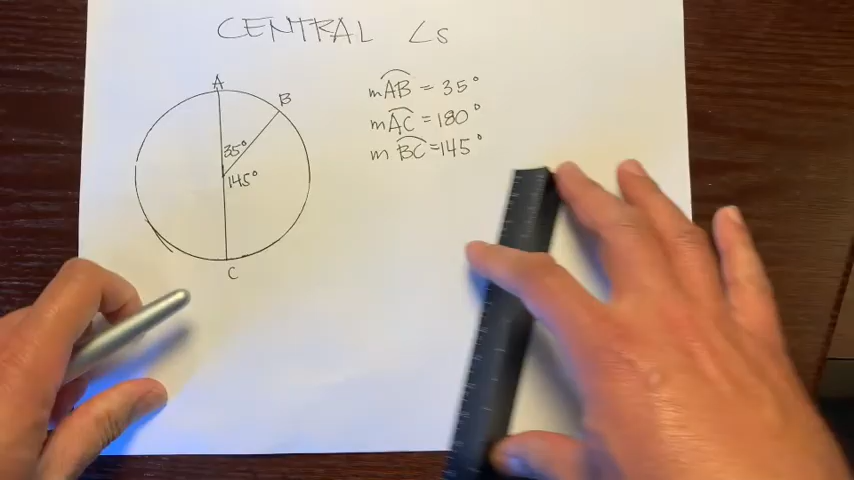 CENTRAL ∠s
A
B
35°
145°
C
mAB = 35°
mAC = 180°
m BC = 145°